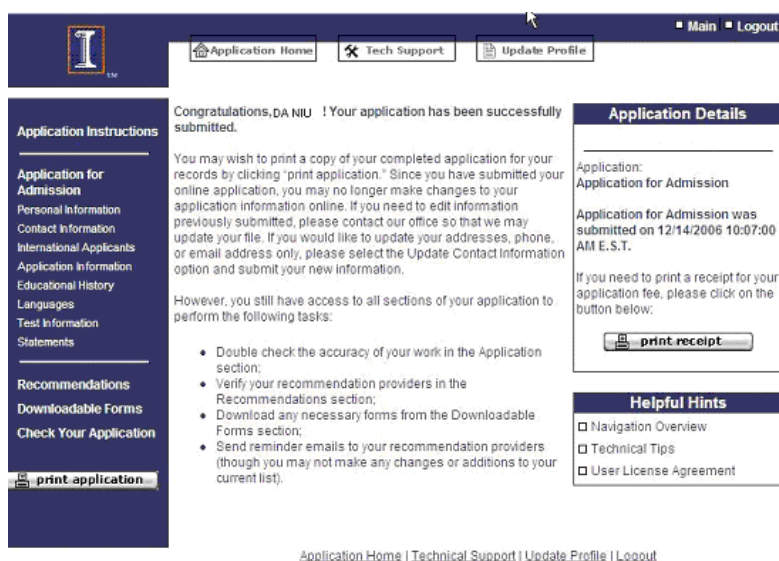 Main Logout
Application Home Tech Support Update Profile
I
TM
Application Instructions
Application for
Admission
Personal Information
Contact Information
International Applicants
Application Information
Educational History
Languages
Test Information
Statements
Recommendations
Downloadable Forms
Check Your Application
print application
Congratulations, DA NIU ! Your application has been successfully
submitted.
You may wish to print a copy of your completed application for your
records by clicking "print application." Since you have submitted your
online application, you may no longer make changes to your
application information online. If you need to edit information
previously submitted, please contact our office so that we may
update your file. If you would like to update your addresses, phone,
or email address only, please select the Update Contact Information
option and submit your new information.
However, you still have access to all sections of your application to
perform the following tasks:
Double check the accuracy of your work in the Application
section;
Verify your recommendation providers in the
Recommendations section;
Download any necessary forms from the Downloadable
Forms section;
Send reminder emails to your recommendation providers
(though you may not make any changes or additions to your
current list).
Application Details
Application:
Application for Admission
Application for Admission was
submitted on 12/14/2006 10:07:00
AM E.S.T.
If you need to print a receipt for your
application fee, please click on the
button below:
print receipt
Helpful Hints
Navigation Overview
Technical Tips
User License Agreement
Application Home | Technical Support | Update Profile | Logout